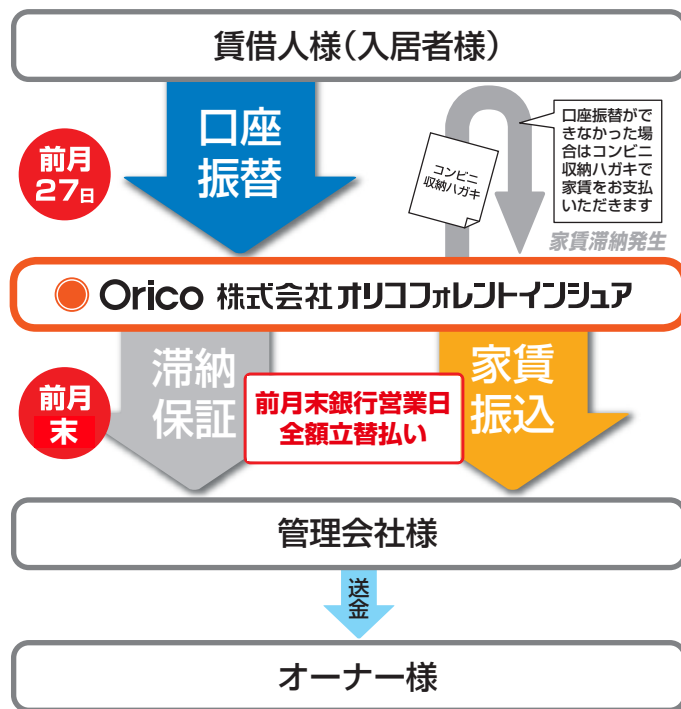 賃借人様（入居者様）
口座
振替
前月
27日
コンビニ
収納ハガキ
口座振替がで
きなかった場
合はコンビニ
収納ハガキで
家賃をお支払
いただきます
家賃滞納発生
Orico 株式会社オリコフォレントインシュア
滞納
保証
家賃
振込
前月
末
前月末銀行営業日
全額立替払い
管理会社様
送
金
オーナー様